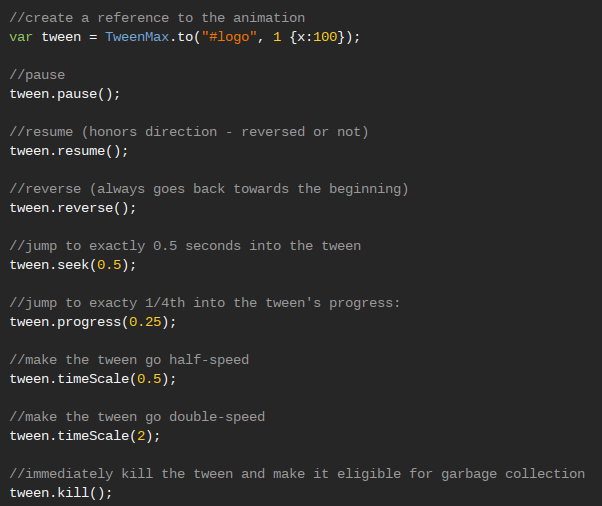 //create a reference to the animation
var tween = TweenMax.to("#logo", 1 {x:100});
//pause
tween.pause();
//resume (honors direction - reversed or not)
tween.resume();
//reverse (always goes back towards the beginning)
tween.reverse();
//jump to exactly 0.5 seconds into the tween
tween.seek(0.5);
//jump to exacty 1/4th into the tween's progress:
tween.progress(0.25);
//make the tween go half-speed
tween.timeScale(0.5);
//make the tween go double-speed
tween.timeScale(2);
//immediately kill the tween and make it eligible for garbage collection
tween.kill();